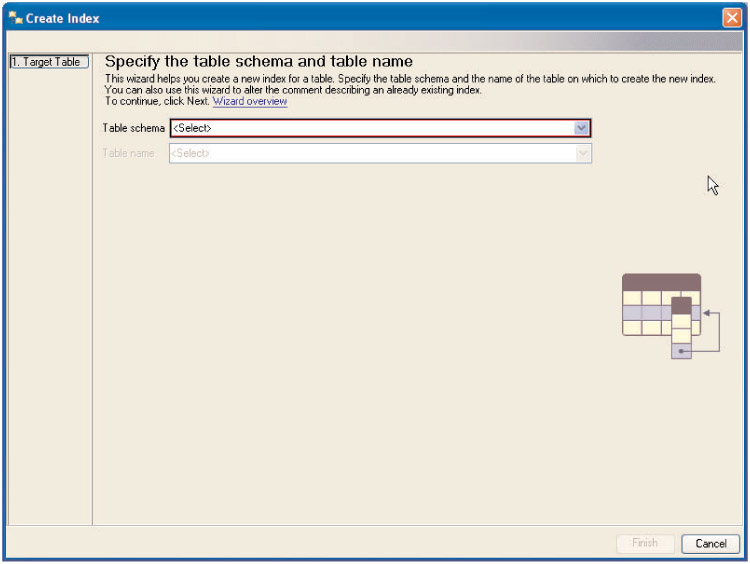 Create Index
1. Target Table
Specify the table schema and table name
This wizard helps you create a new index for a table. Specify the table schema and the name of the table on which to create the new index.
You can also use this wizard to alter the comment describing an already existing index.
To continue, click Next. Wizard overview
Table schema <Select>
Table name <Select>
Finish Cancel